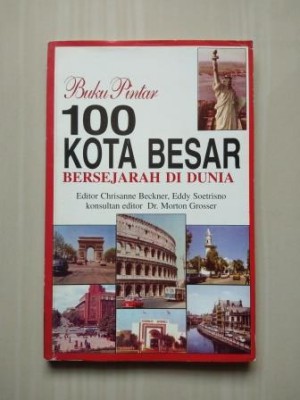 Buku Pintar
100
KOTA BESAR
BERSEJARAH DI DUNIA
Editor Chrisanne Beckner, Eddy Soetrisno
konsultan editor Dr. Morton Grosser